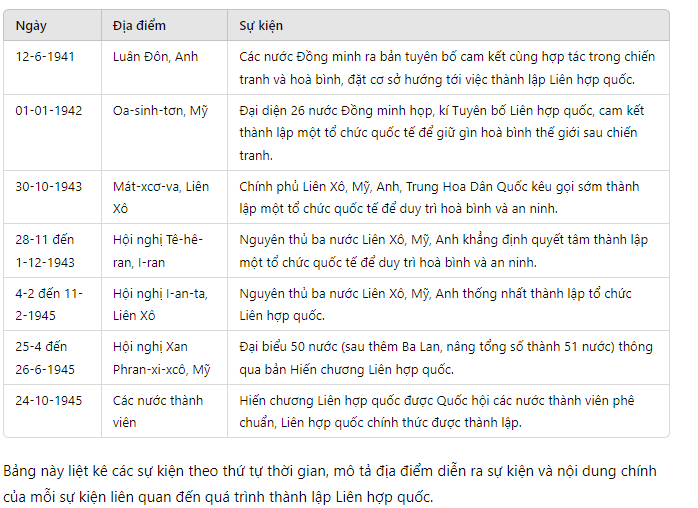 Ngày Địa điểm Sự kiện
12-6-1941 Luân Đôn, Anh Các nước Đồng minh ra bản tuyên bố cam kết cùng hợp tác trong chiến
tranh và hoà bình, đặt cơ sở hướng tới việc thành lập Liên hợp quốc.
01-01-1942 Oa-sinh-tơn, Mỹ Đại diện 26 nước Đồng minh họp, kí Tuyên bố Liên hợp quốc, cam kết
thành lập một tổ chức quốc tế để giữ gìn hoà bình thế giới sau chiến
tranh.
30-10-1943 Mát-xcơ-va, Liên Chính phủ Liên Xô, Mỹ, Anh, Trung Hoa Dân Quốc kêu gọi sớm thành
Xô lập một tổ chức quốc tế để duy trì hoà bình và an ninh.
28-11 đến Hội nghị Tê-hê- Nguyên thủ ba nước Liên Xô, Mỹ, Anh khẳng định quyết tâm thành lập
1-12-1943 ran, I-ran một tổ chức quốc tế để duy trì hoà bình và an ninh.
4-2 đến 11- Hội nghị I-an-ta, Nguyên thủ ba nước Liên Xô, Mỹ, Anh thống nhất thành lập tổ chức
2-1945 Liên Xô Liên hợp quốc.
25-4 đến Hội nghị Xan Đại biểu 50 nước (sau thêm Ba Lan, nâng tổng số thành 51 nước) thông
26-6-1945 Phran-xi-xcô, Mỹ qua bản Hiến chương Liên hợp quốc.
24-10-1945 Các nước thành Hiến chương Liên hợp quốc được Quốc hội các nước thành viên phê
viên chuẩn, Liên hợp quốc chính thức được thành lập.
Bảng này liệt kê các sự kiện theo thứ tự thời gian, mô tả địa điểm diễn ra sự kiện và nội dung chính
của mỗi sự kiện liên quan đến quá trình thành lập Liên hợp quốc.